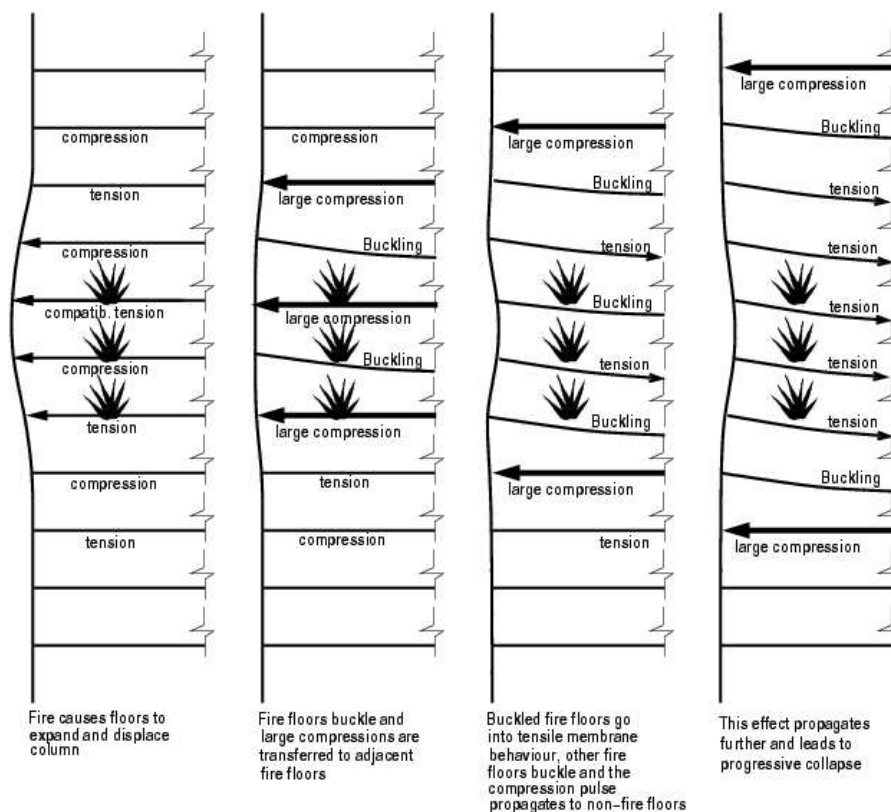 compression
tension
compression
compatib. tension
compression
tension
compression
tension
Fire causes floors to
expand and displace
column
compression
large compression
Buckling
large compression
Buckling
large compression
tension
compression
Fire floors buckle and
large compressions are
transferred to adjacent
fire floors
large compression
Buckling
tension
Buckling
tension
Buckling
large compression
tension
Buckled fire floors go
into tensile membrane
behaviour, other fire
floors buckle and the
compression pulse
propagates to non-fire floors
large compression
Buckling
tension
tension
tension
tension
tension
Buckling
large compression
This effect propagates
further and leads to
progressive collapse